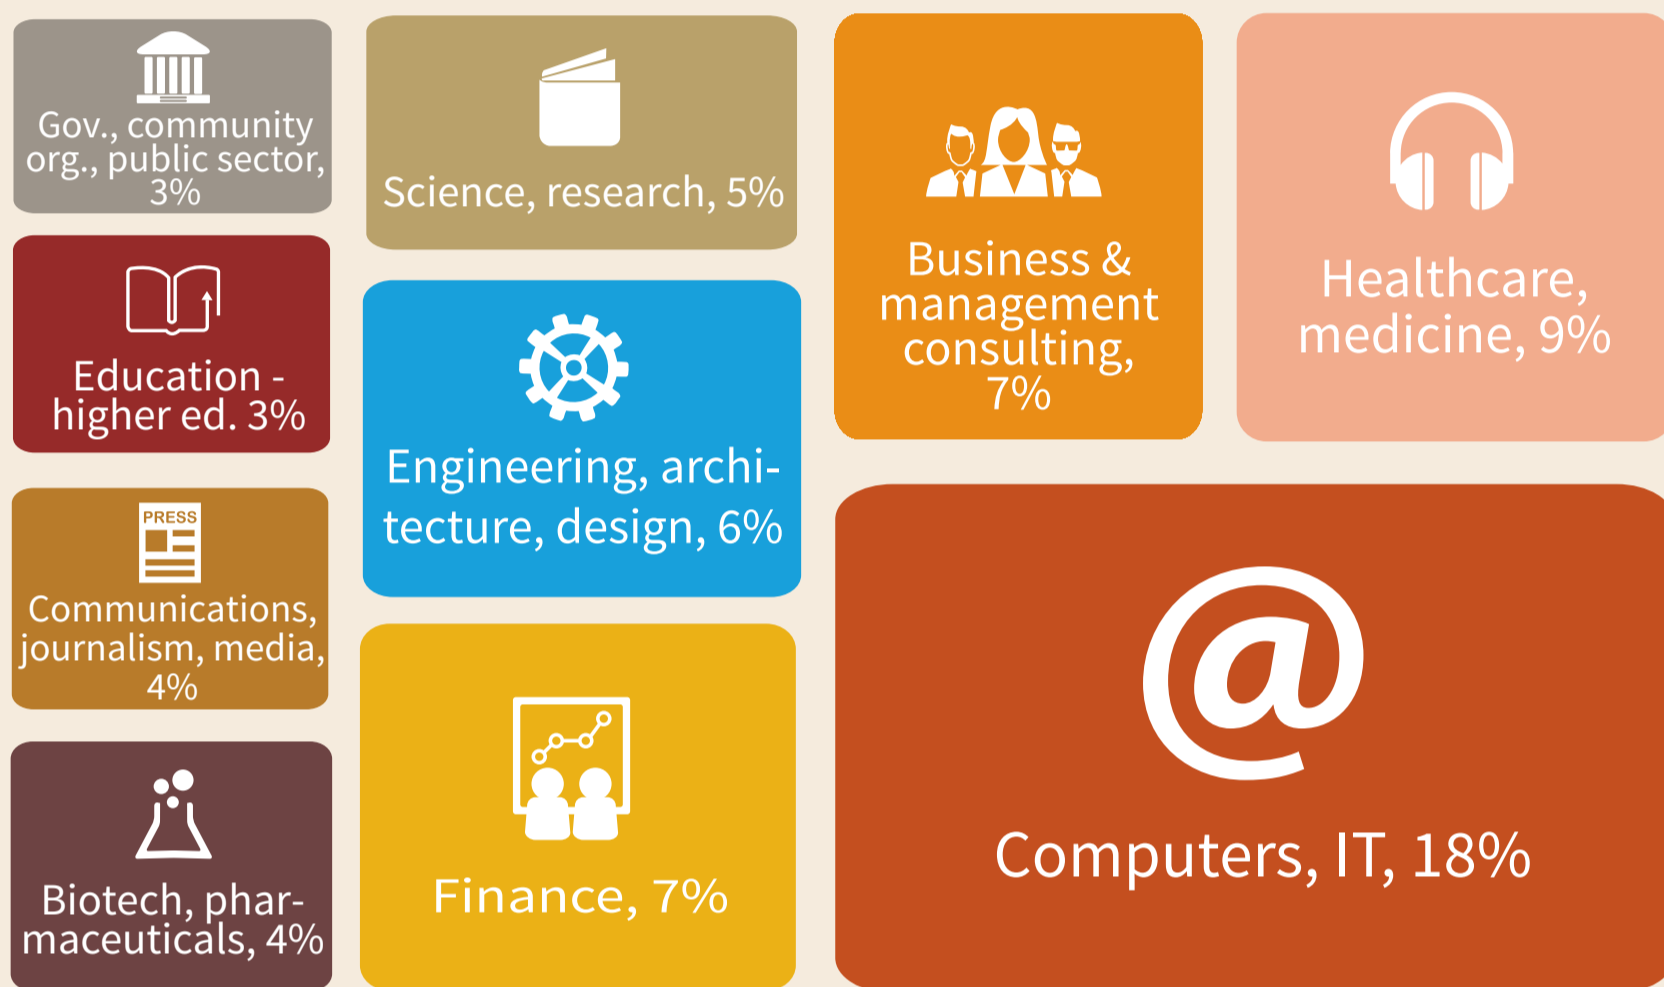 Gov., community
org., public sector,
3%
Education -
higher ed. 3%
PRESS
Communications,
journalism, media,
4%
Biotech, phar-
maceuticals, 4%
Science, research, 5%
Engineering, archi-
tecture, design, 6%
Finance, 7%
Business &
management
consulting,
7%
Healthcare,
medicine, 9%
@
Computers, IT, 18%